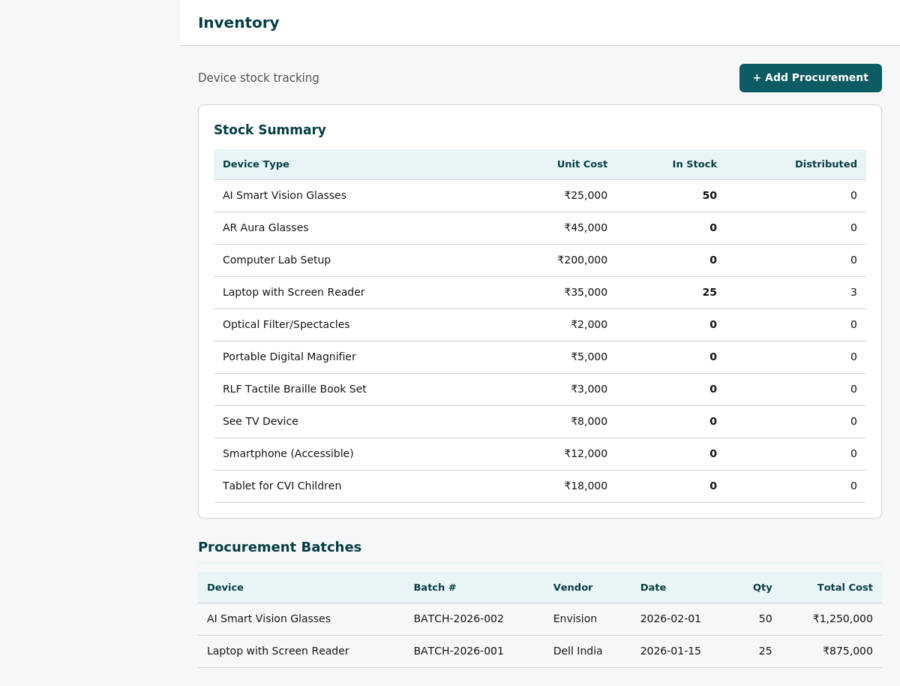 Inventory
Device stock tracking
+ Add Procurement
Stock Summary
Device Type Unit Cost In Stock Distributed
AI Smart Vision Glasses ₹25,000 50 0
AR Aura Glasses ₹45,000 0 0
Computer Lab Setup ₹200,000 0 0
Laptop with Screen Reader ₹35,000 25 3
Optical Filter/Spectacles ₹2,000 0 0
Portable Digital Magnifier ₹5,000 0 0
RLF Tactile Braille Book Set ₹3,000 0 0
See TV Device ₹8,000 0 0
Smartphone (Accessible) ₹12,000 0 0
Tablet for CVI Children ₹18,000 0 0
Procurement Batches
Device Batch # Vendor Date Qty Total Cost
AI Smart Vision Glasses BATCH-2026-002 Envision 2026-02-01 50 ₹1,250,000
Laptop with Screen Reader BATCH-2026-001 Dell India 2026-01-15 25 ₹875,000